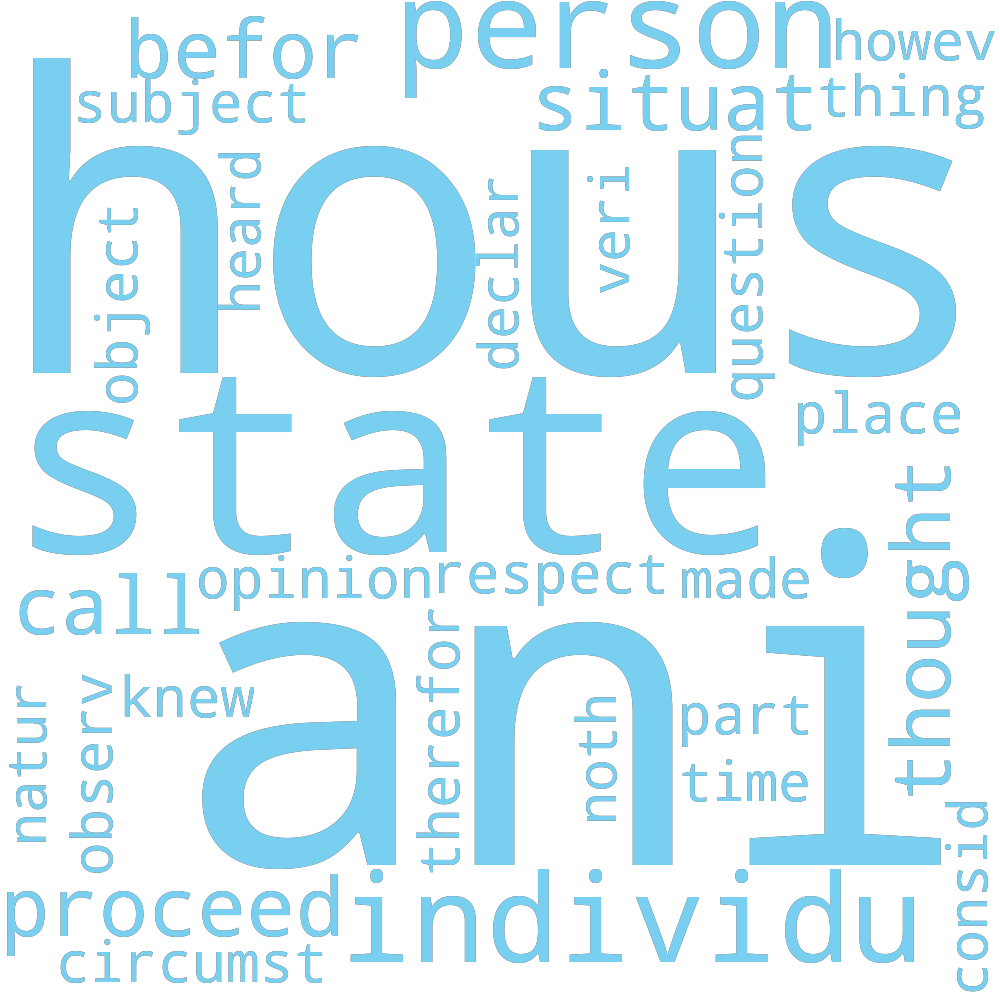 person
befor
howev
subject
situat
thing
hous
heard
declar
veri
question
object
state
place
thought
opinion
respect
made
call
ani
therefor
knew
natur
observ
noth
part
time
consid
proceed
individu
circumst